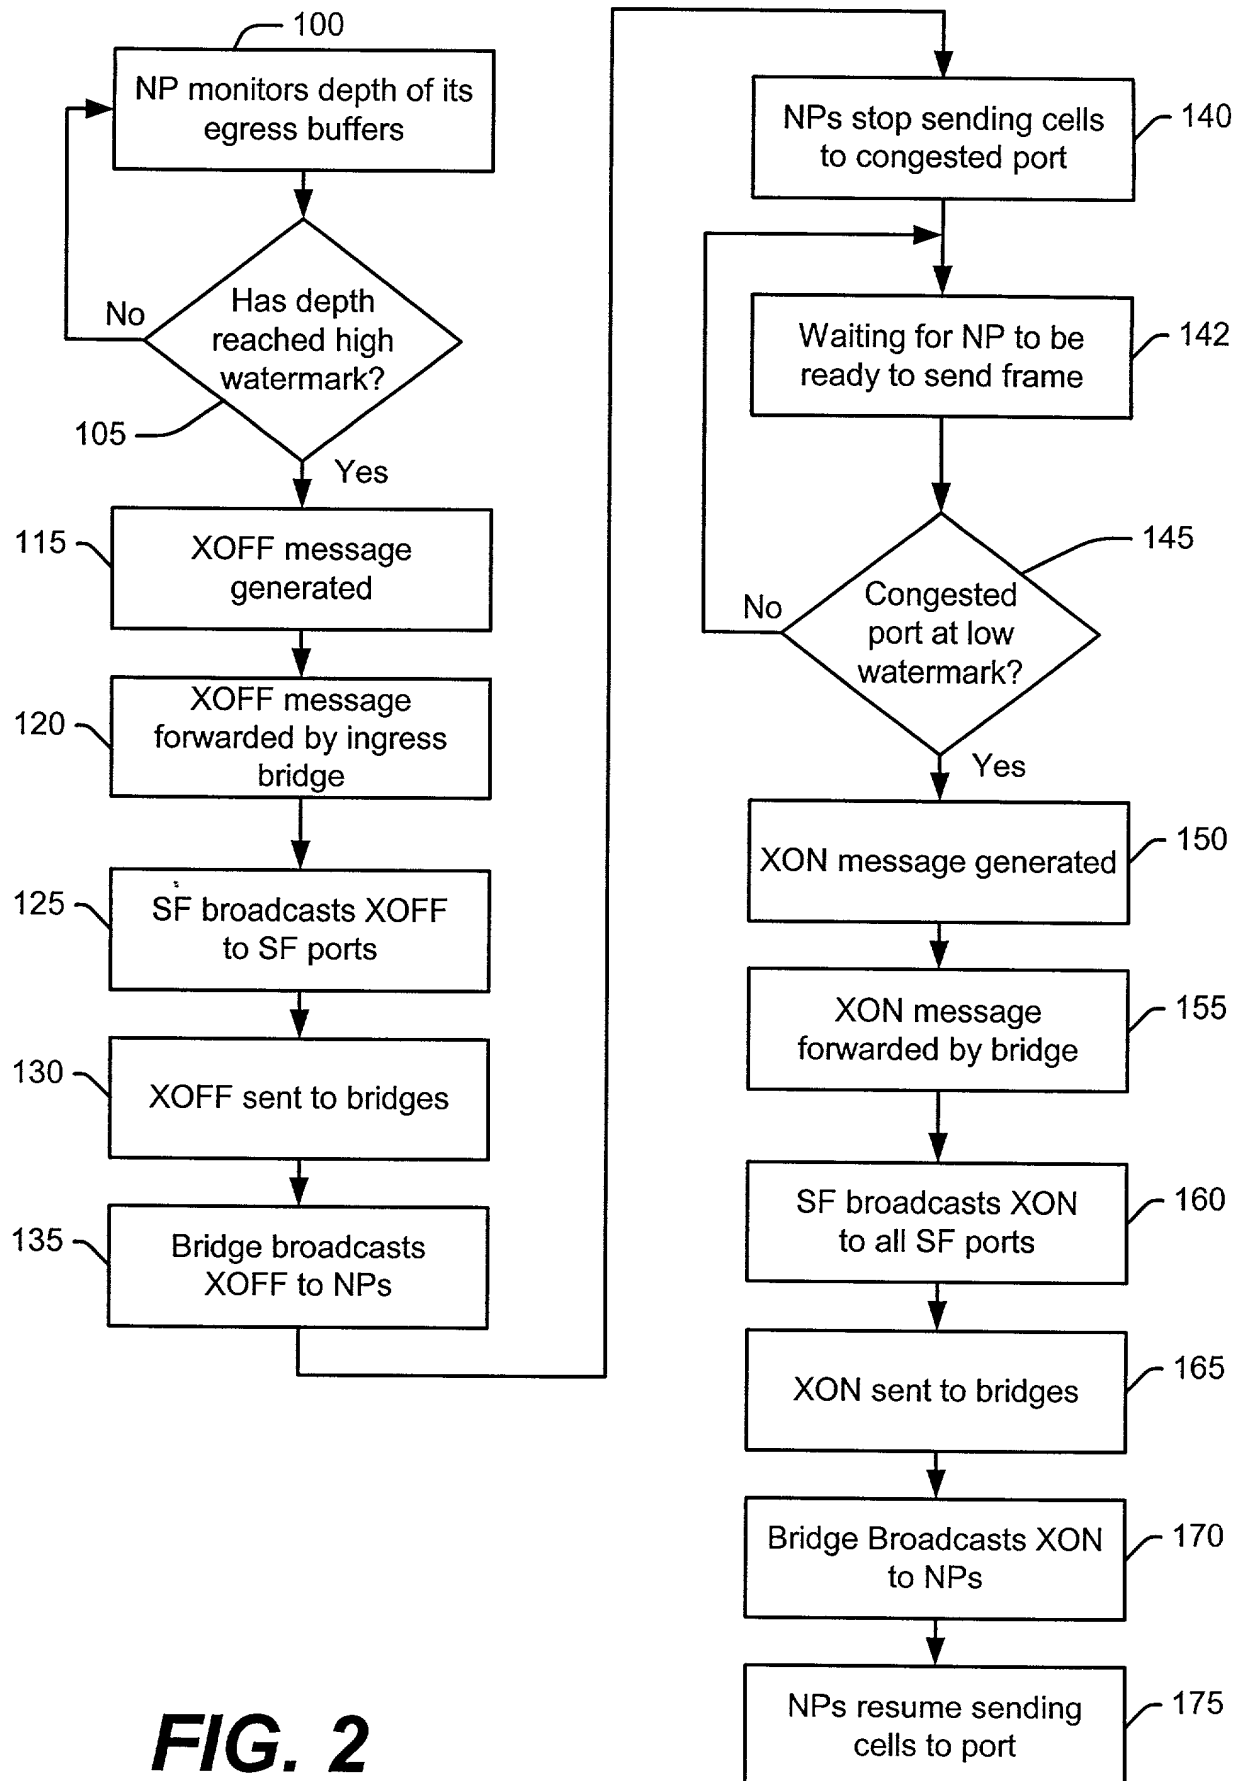 100
NP monitors depth of its
egress buffers
No
Has depth
reached high
watermark?
105
Yes
115
XOFF message
generated
120
XOFF message
forwarded by ingress
bridge
125
SF broadcasts XOFF
to SF ports
130
XOFF sent to bridges
135
Bridge broadcasts
XOFF to NPs
NPs stop sending cells
to congested port
140
Waiting for NP to be
ready to send frame
142
145
No
Congested
port at low
watermark?
Yes
XON message generated
150
XON message
forwarded by bridge
155
SF broadcasts XON
to all SF ports
160
XON sent to bridges
165
Bridge Broadcasts XON
to NPs
170
NPs resume sending
cells to port
175
FIG. 2